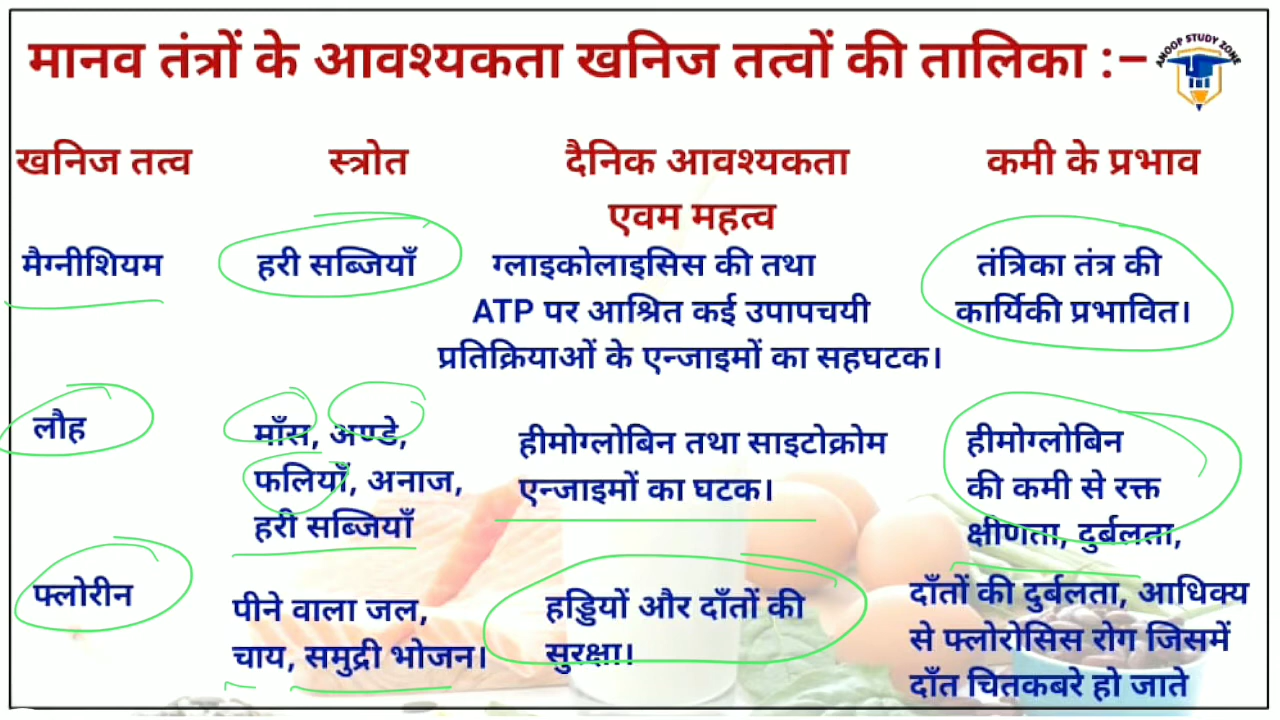 मानव तंत्रों के आवश्यकता खनिज तत्वों की तालिका :–
ANOOP STUDY ZONE
खनिज तत्व स्त्रोत दैनिक आवश्यकता एवम महत्व कमी के प्रभाव
मैग्नीशियम
हरी सब्जियाँ
ग्लाइकोलाइसिस की तथा
ATP पर आश्रित कई उपापचयी
प्रतिक्रियाओं के एन्जाइमों का सहघटक।
तंत्रिका तंत्र की
कार्यिकी प्रभावित।
लौह
माँस, अण्डे,
फलियाँ, अनाज,
हरी सब्जियाँ
हीमोग्लोबिन तथा साइटोक्रोम
एन्जाइमों का घटक।
हीमोग्लोबिन
की कमी से रक्त
क्षीणता, दुर्बलता,
फ्लोरीन
पीने वाला जल,
चाय, समुद्री भोजन।
हड्डियों और दाँतों की
सुरक्षा।
दाँतों की दुर्बलता, आधिक्य
से फ्लोरोसिस रोग जिसमें
दाँत चितकबरे हो जाते